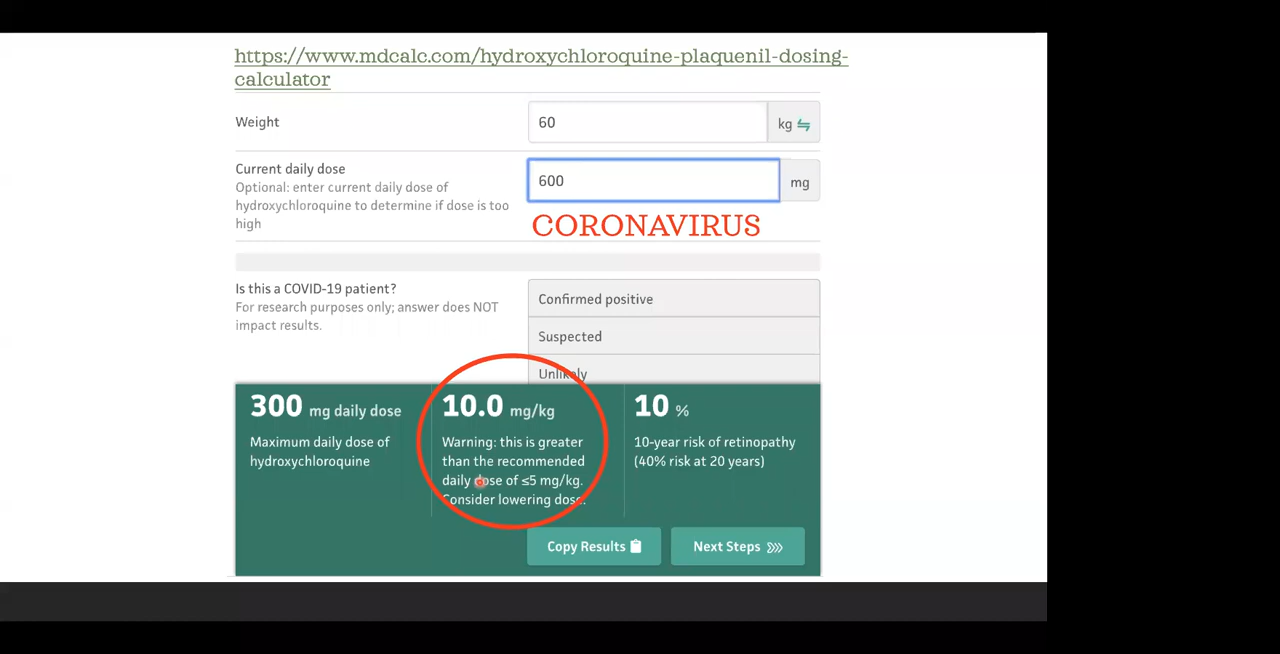 https://www.mdcalc.com/hydroxychloroquine-plaquenil-dosing-
calculator
Weight
60
kg
Current daily dose
Optional: enter current daily dose of
hydroxychloroquine to determine if dose is too
high
600
mg
CORONAVIRUS
Is this a COVID-19 patient?
For research purposes only; answer does NOT
impact results.
Confirmed positive
Suspected
Unlikely
300 mg daily dose
Maximum daily dose of
hydroxychloroquine
10.0 mg/kg
Warning: this is greater
than the recommended
daily dose of ≤5 mg/kg.
Consider lowering dose.
10 %
10-year risk of retinopathy
(40% risk at 20 years)
Copy Results
Next Steps